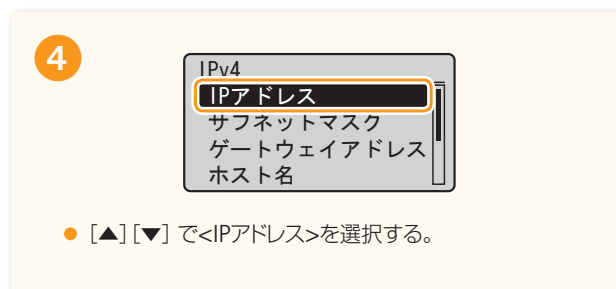 4
IPv4
IPアドレス
サブネットマスク
ゲートウェイアドレス
ホスト名
● [▲][▼] で<IPアドレス>を選択する。